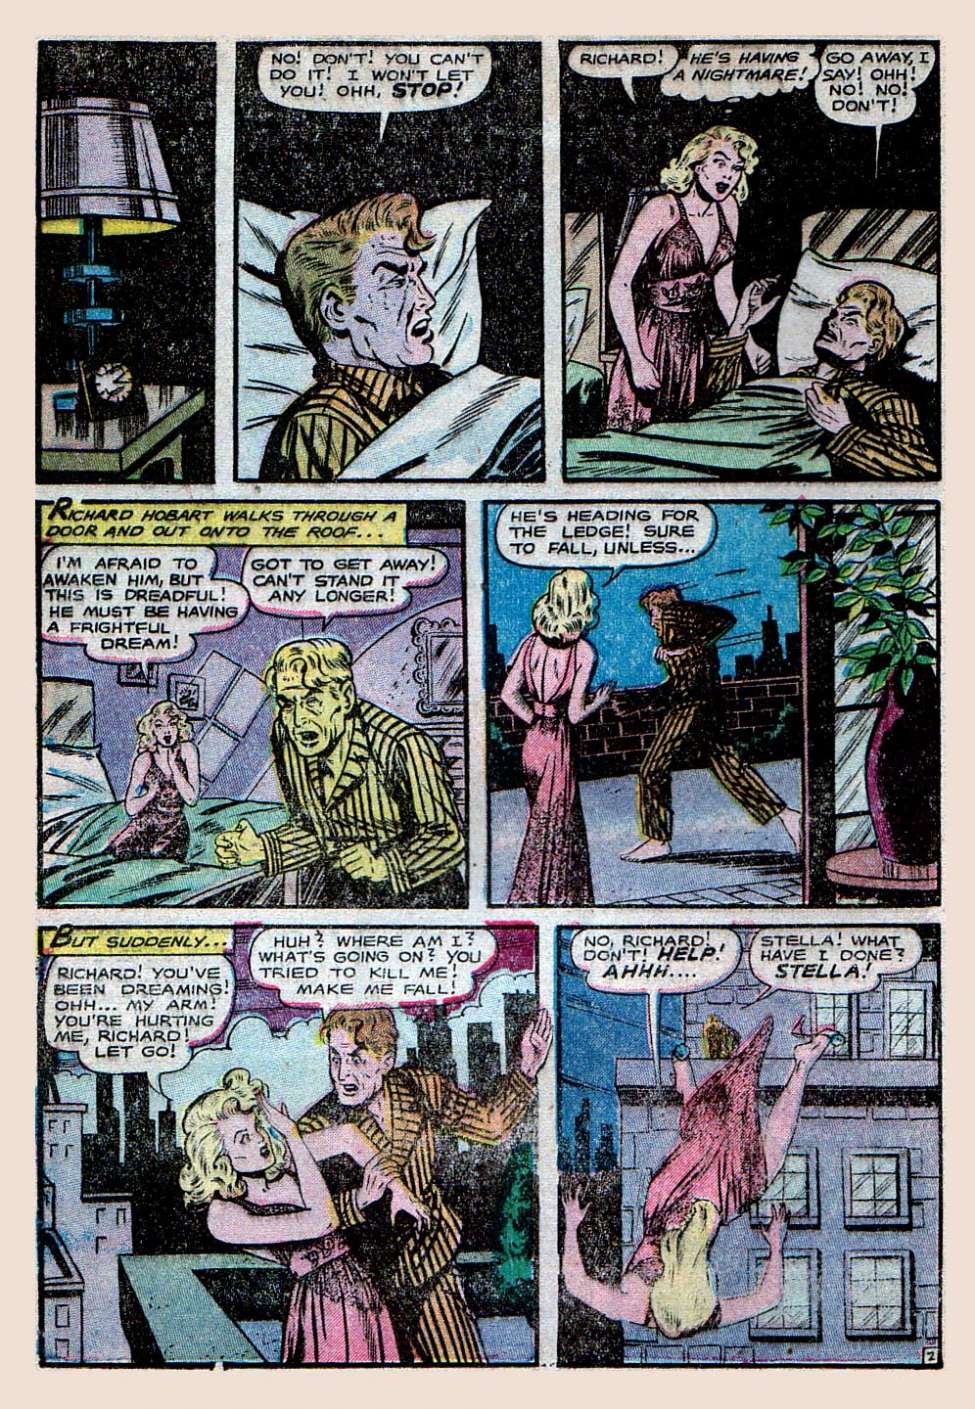 NO! DON'T! YOU CAN'T
DO IT! I WON'T LET
YOU! OHH, STOP!
RICHARD!
HE'S HAVING
A NIGHTMARE!
GO AWAY, I
SAY! OHH!
NO! NO!
DON'T!
RICHARD HOBART WALKS THROUGH A
DOOR AND OUT ONTO THE ROOF...
I'M AFRAID TO
AWAKEN HIM, BUT
THIS IS DREADFUL!
HE MUST BE HAVING
A FRIGHTFUL
DREAM!
GOT TO GET AWAY!
CAN'T STAND IT
ANY LONGER!
HE'S HEADING FOR
THE LEDGE! SURE
TO FALL, UNLESS...
BUT SUDDENLY...
RICHARD! YOU'VE
BEEN DREAMING!
OHH... MY ARM!
YOU'RE HURTING
ME, RICHARD!
LET GO!
HUH? WHERE AM I?
WHAT'S GOING ON? YOU
TRIED TO KILL ME!
MAKE ME FALL!
NO, RICHARD!
DON'T! HELP!
AHHH....
STELLA! WHAT
HAVE I DONE?
STELLA!
2